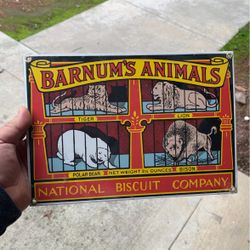 BARNUM'S ANIMALS
TIGER LION
POLAR BEAR NET WEIGHT 2¼ OUNCES BISON
NATIONAL BISCUIT COMPANY